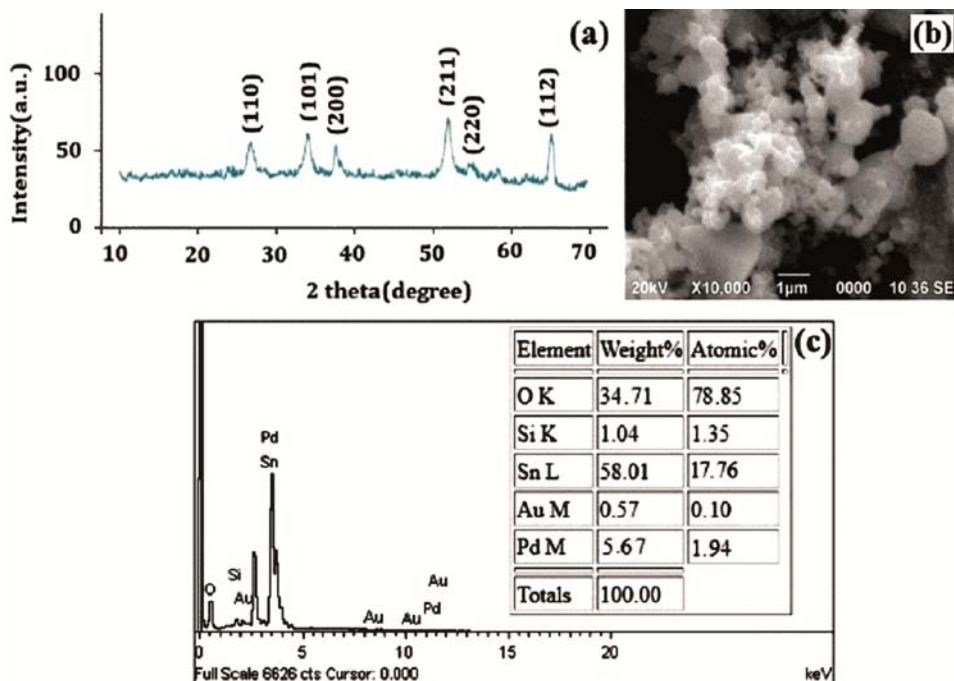 (a)
Intensity(a.u.)
100
50
0
(110)
(101)
(200)
(211)
(220)
(112)
10 20 30 40 50 60 70
2 theta(degree)
(b)
20kV X10,000 1µm 0000 10 36 SE
(c)
Element Weight% Atomic%
O K 34.71 78.85
Si K 1.04 1.35
Sn L 58.01 17.76
Au M 0.57 0.10
Pd M 5.67 1.94
Totals 100.00
Pd
Sn
Si
O
Au
Au
Au
Au
Pd
0 5 10 15 20
Full Scale 6626 cts Cursor: 0.000 keV